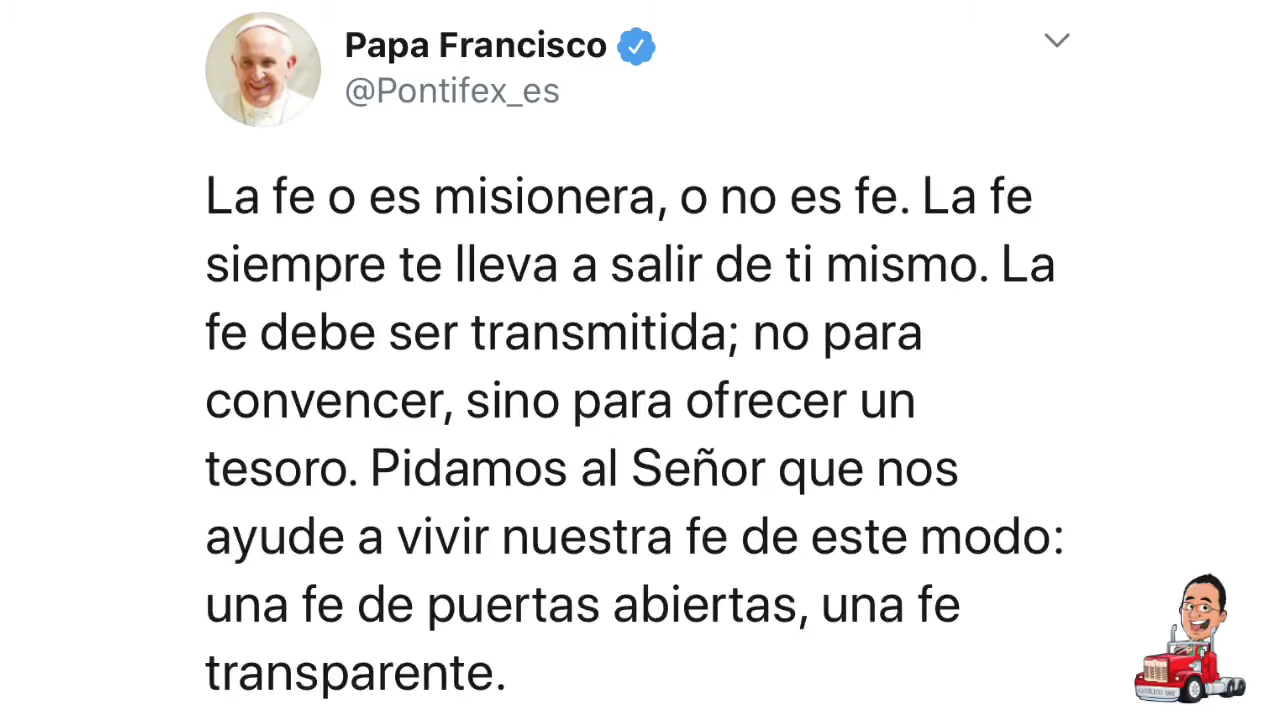 Papa Francisco
@Pontifex_es
La fe o es misionera, o no es fe. La fe
siempre te lleva a salir de ti mismo. La
fe debe ser transmitida; no para
convencer, sino para ofrecer un
tesoro. Pidamos al Señor que nos
ayude a vivir nuestra fe de este modo:
una fe de puertas abiertas, una fe
transparente.